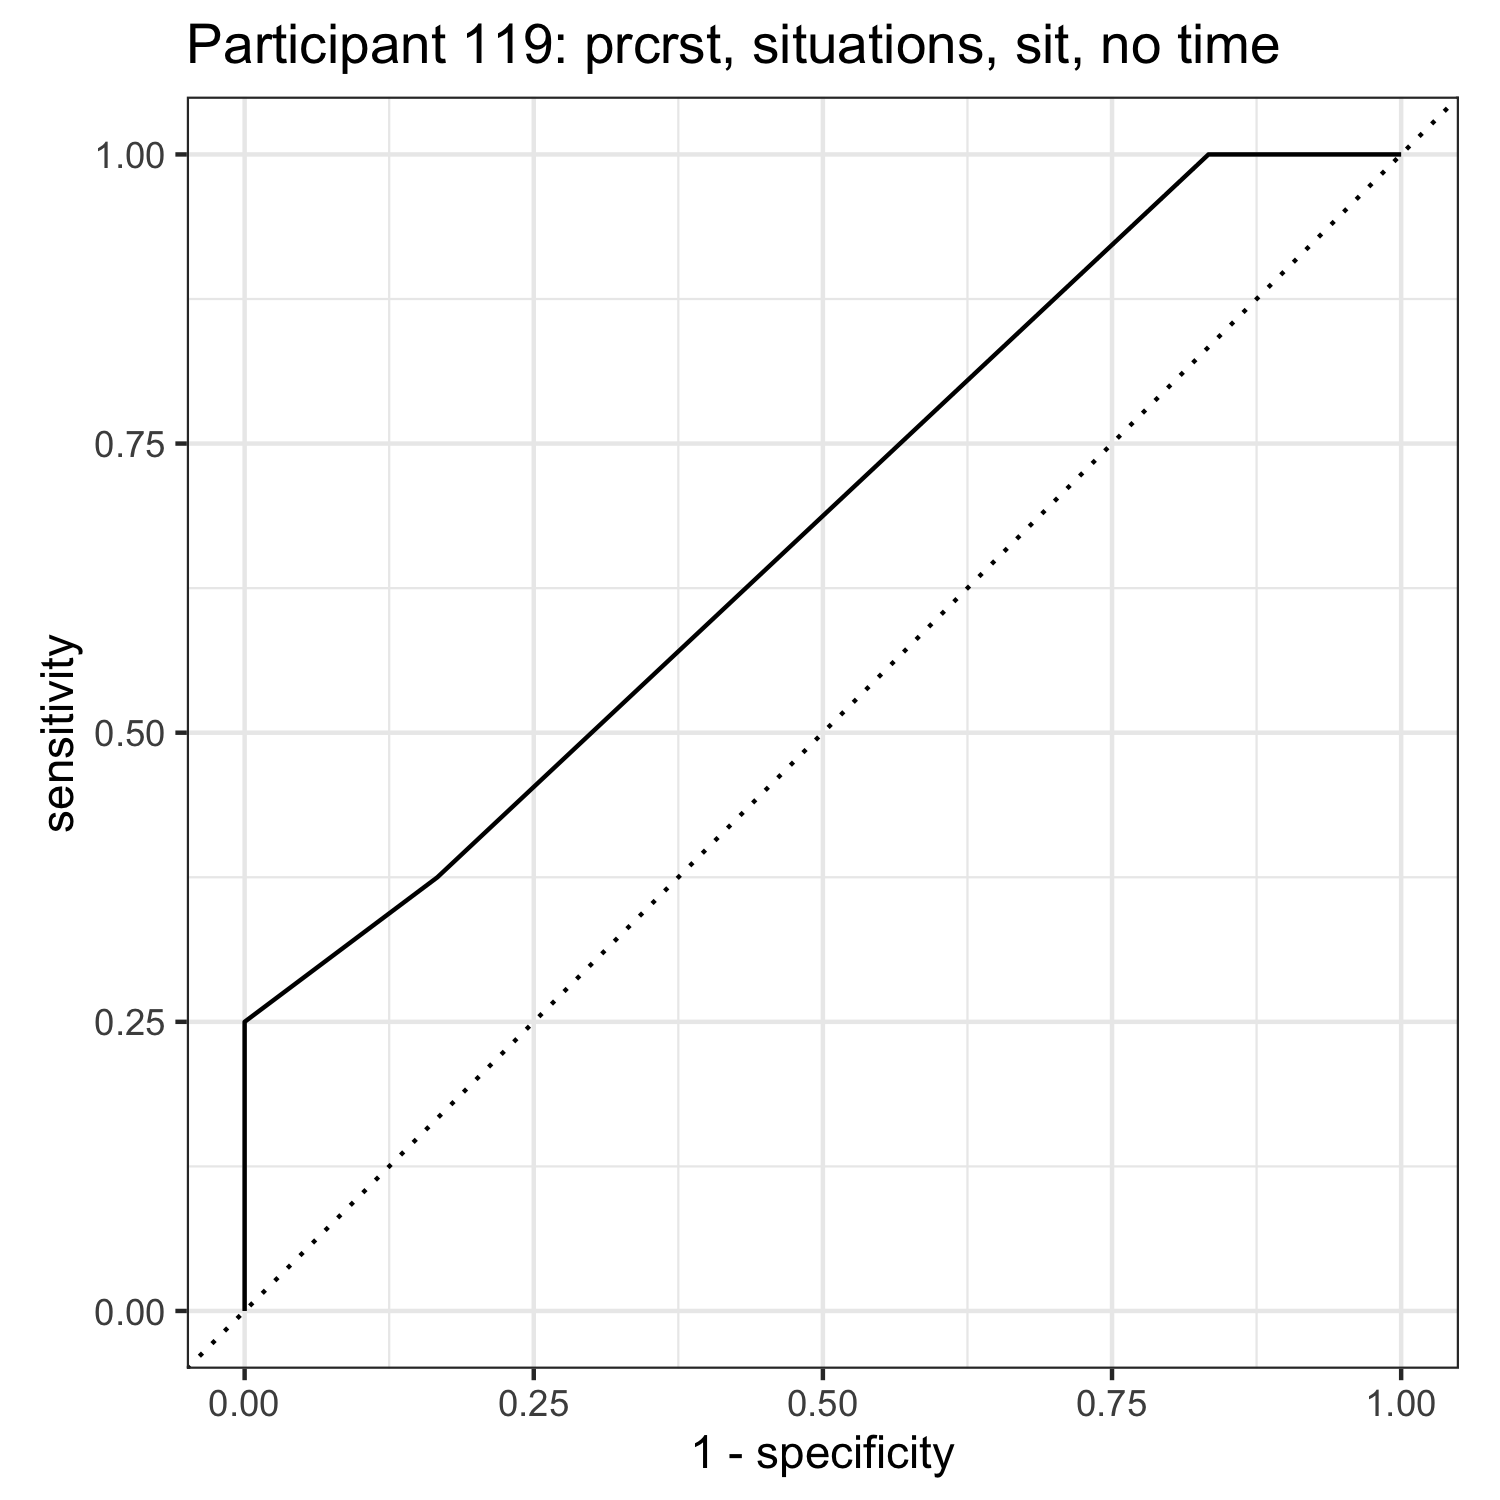 Participant 119: prcrst, situations, sit, no time
1.00
0.75
0.50
0.25
0.00
sensitivity
0.00 0.25 0.50 0.75 1.00
1 - specificity